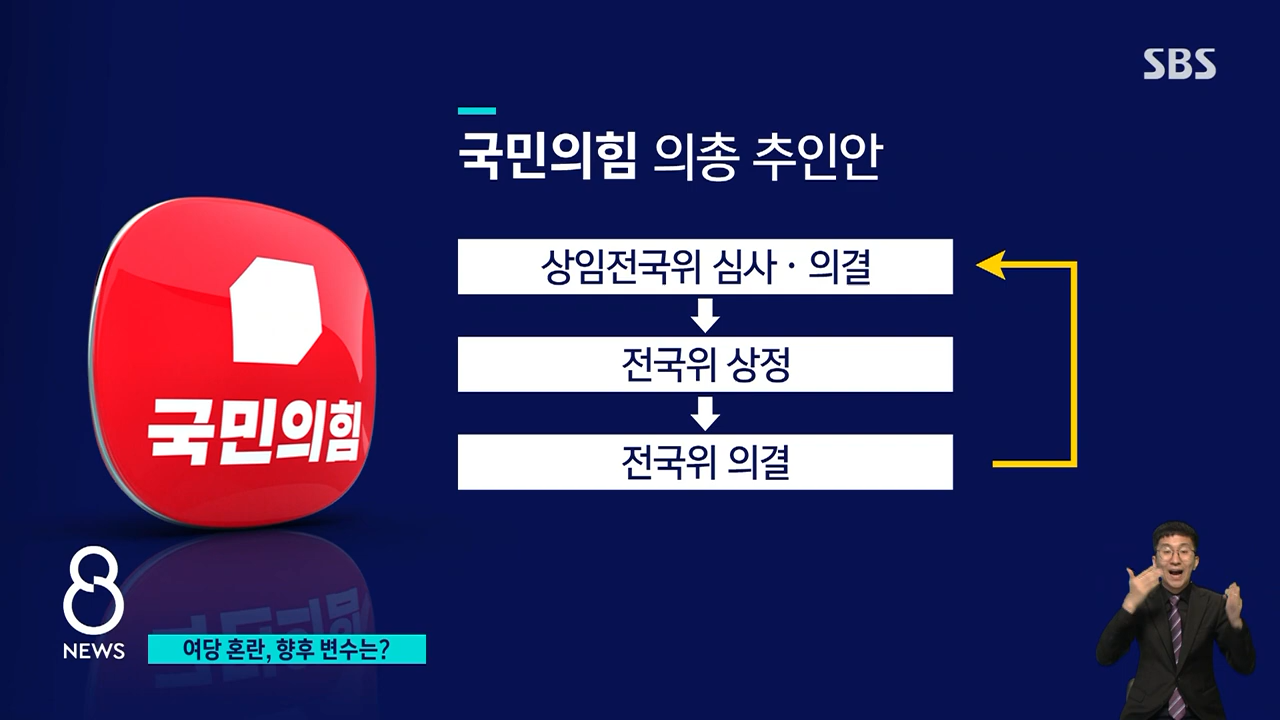 SBS
국민의힘 의총 추인안
상임전국위 심사 · 의결
전국위 상정
전국위 의결
국민의힘
8
NEWS
여당 혼란, 향후 변수는?